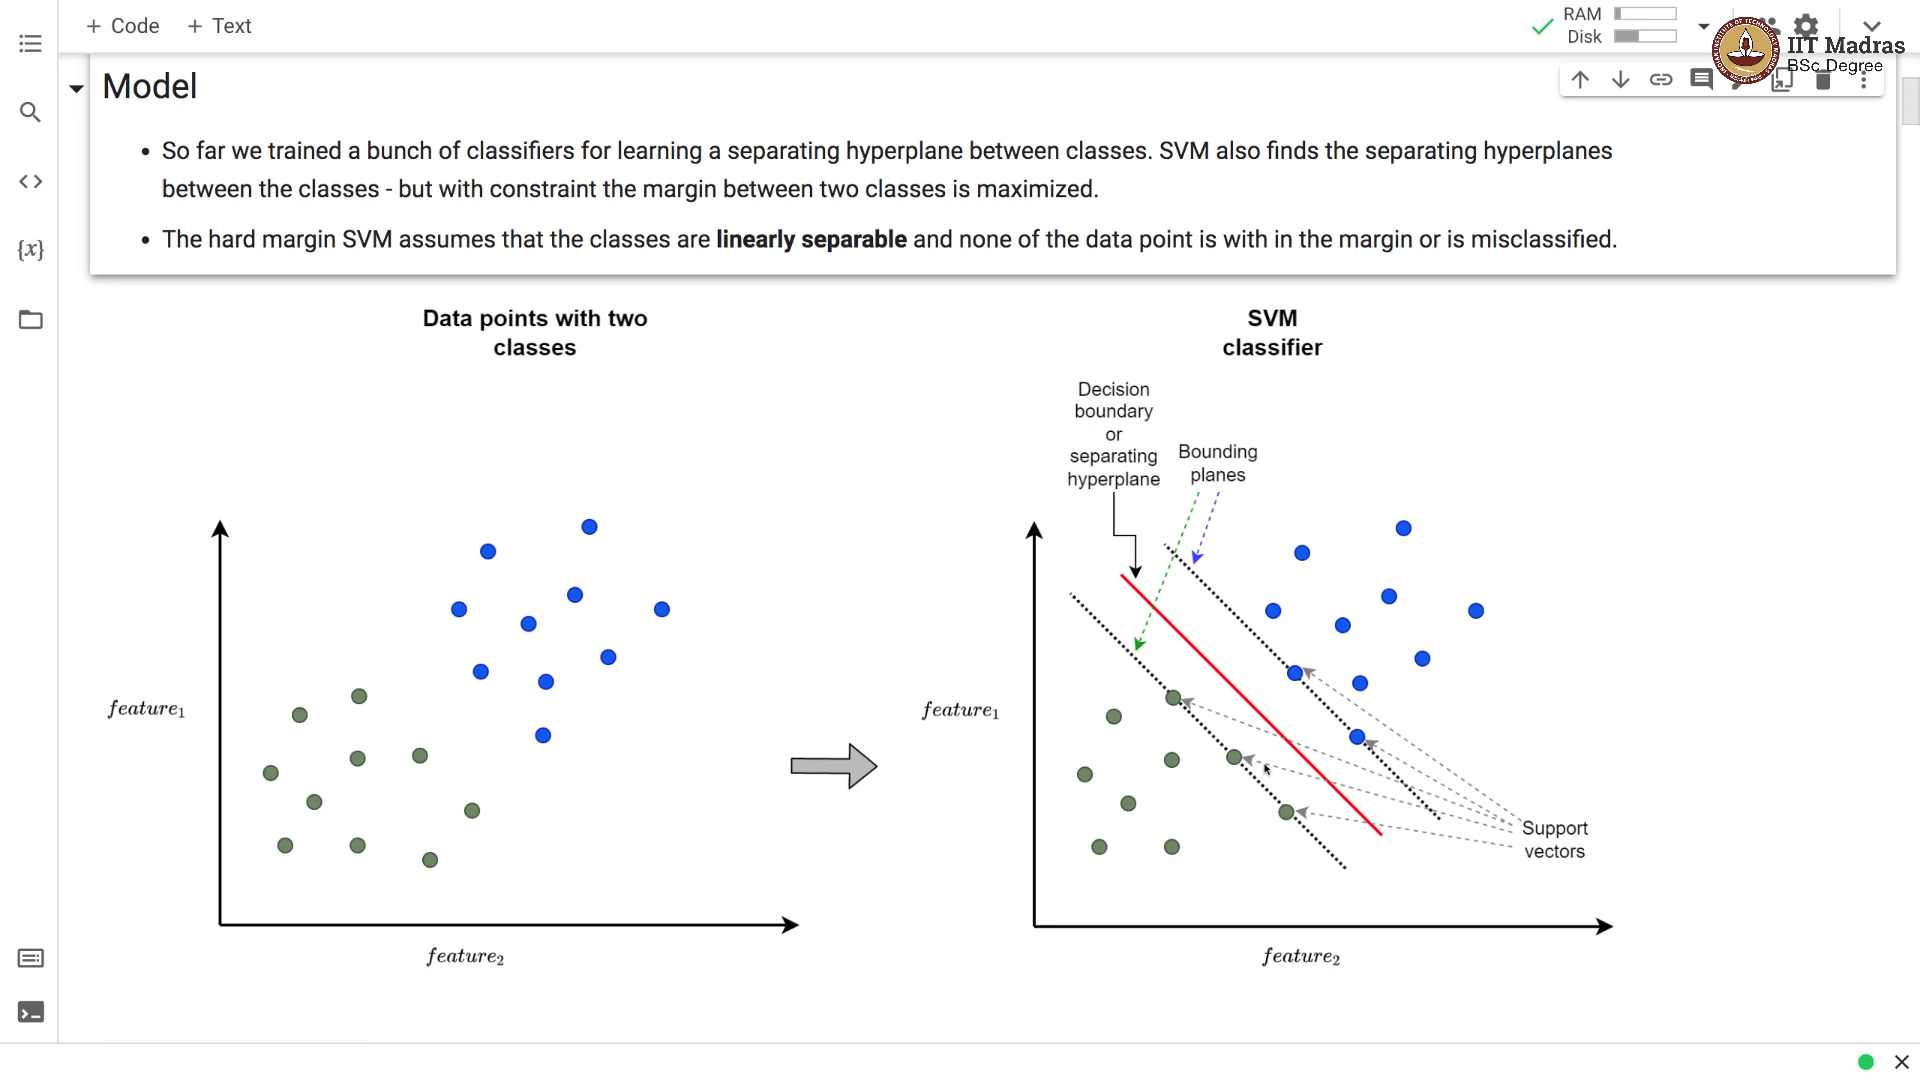 + Code + Text
RAM
Disk
IIT Madras
BSc Degree
Model
• So far we trained a bunch of classifiers for learning a separating hyperplane between classes. SVM also finds the separating hyperplanes
between the classes - but with constraint the margin between two classes is maximized.
• The hard margin SVM assumes that the classes are linearly separable and none of the data point is with in the margin or is misclassified.
Data points with two
classes
SVM
classifier
Decision
boundary
or
separating
hyperplane
Bounding
planes
feature₁
feature₂
feature₁
feature₂
Support
vectors